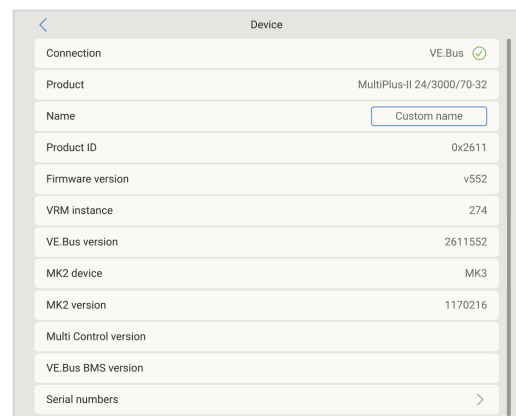 Device
Connection VE.Bus
Product MultiPlus-II 24/3000/70-32
Name Custom name
Product ID 0x2611
Firmware version v552
VRM instance 274
VE.Bus version 2611552
MK2 device MK3
MK2 version 1170216
Multi Control version
VE.Bus BMS version
Serial numbers